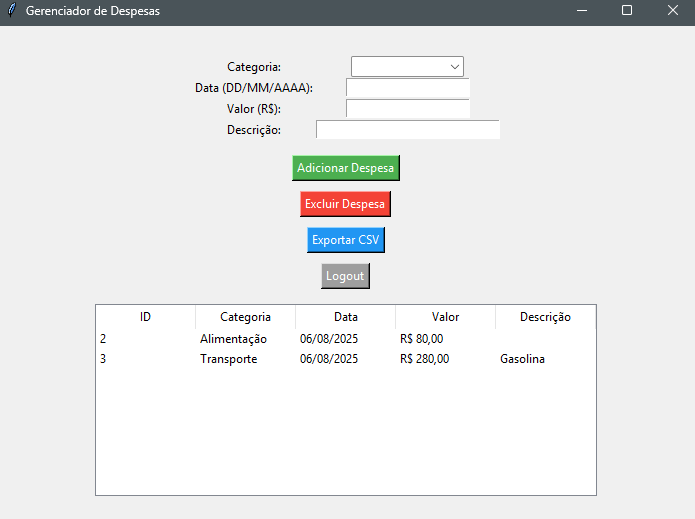 Gerenciador de Despesas
Categoria:
Data (DD/MM/AAAA):
Valor (R$):
Descrição:
Adicionar Despesa
Excluir Despesa
Exportar CSV
Logout
ID Categoria Data Valor Descrição
2 Alimentação 06/08/2025 R$ 80,00
3 Transporte 06/08/2025 R$ 280,00 Gasolina